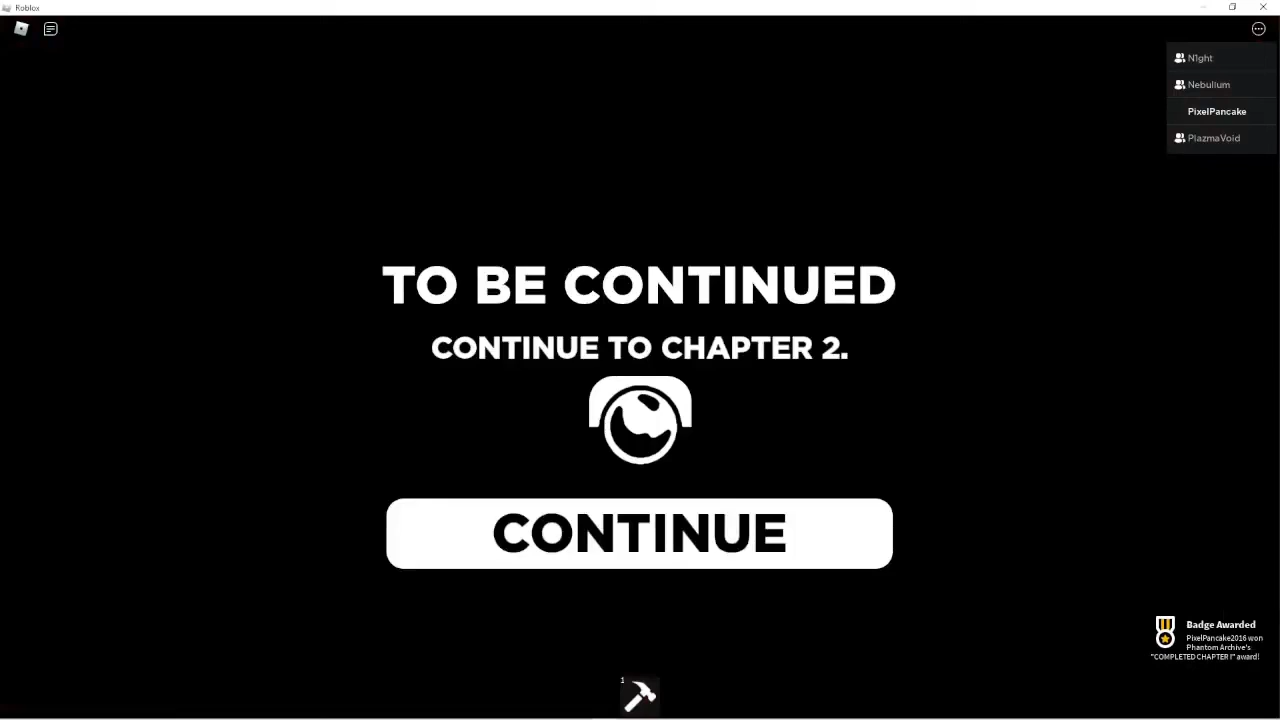 Roblox
N1ght
Nebulium
PixelPancake
PlazmaVoid
TO BE CONTINUED
CONTINUE TO CHAPTER 2.
CONTINUE
Badge Awarded
PixelPancake2016 won
Phantom Archive's
"COMPLETED CHAPTER I" award!
1